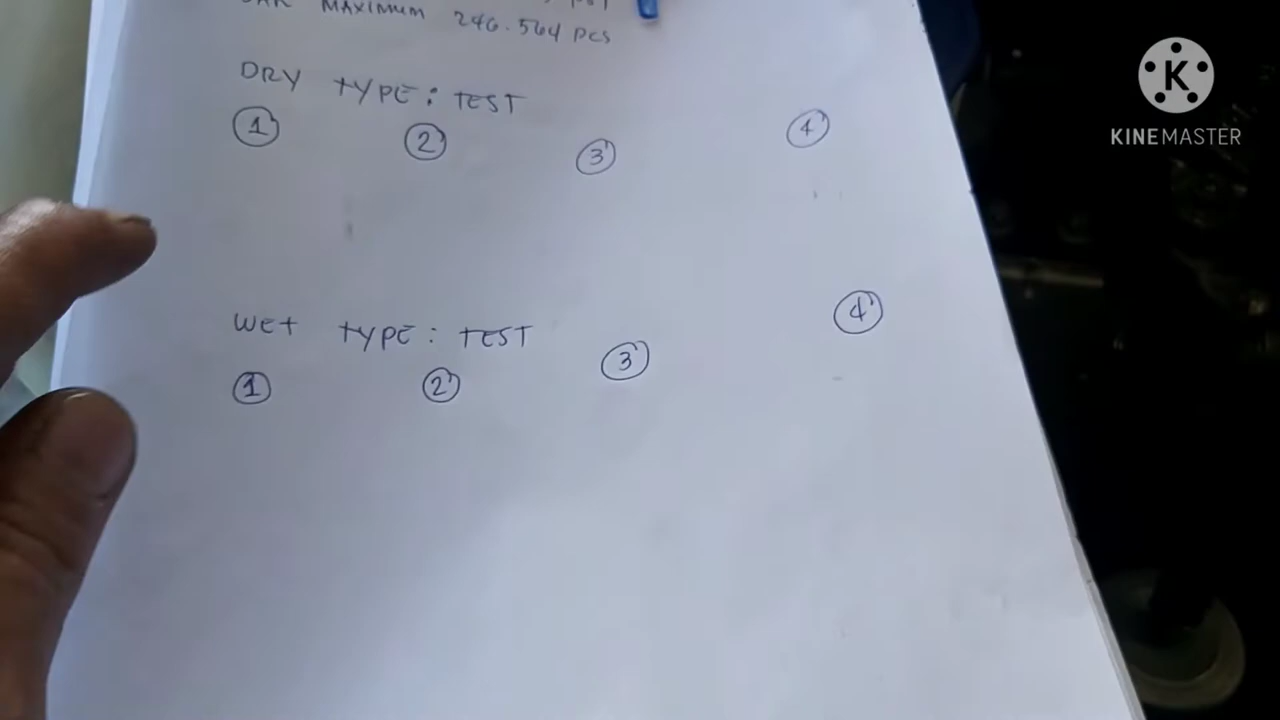 MAXIMUM 246.564 PCS
DRY TYPE: TEST
1 2 3 4
WET TYPE: TEST
1 2 3 4
K
KINEMASTER